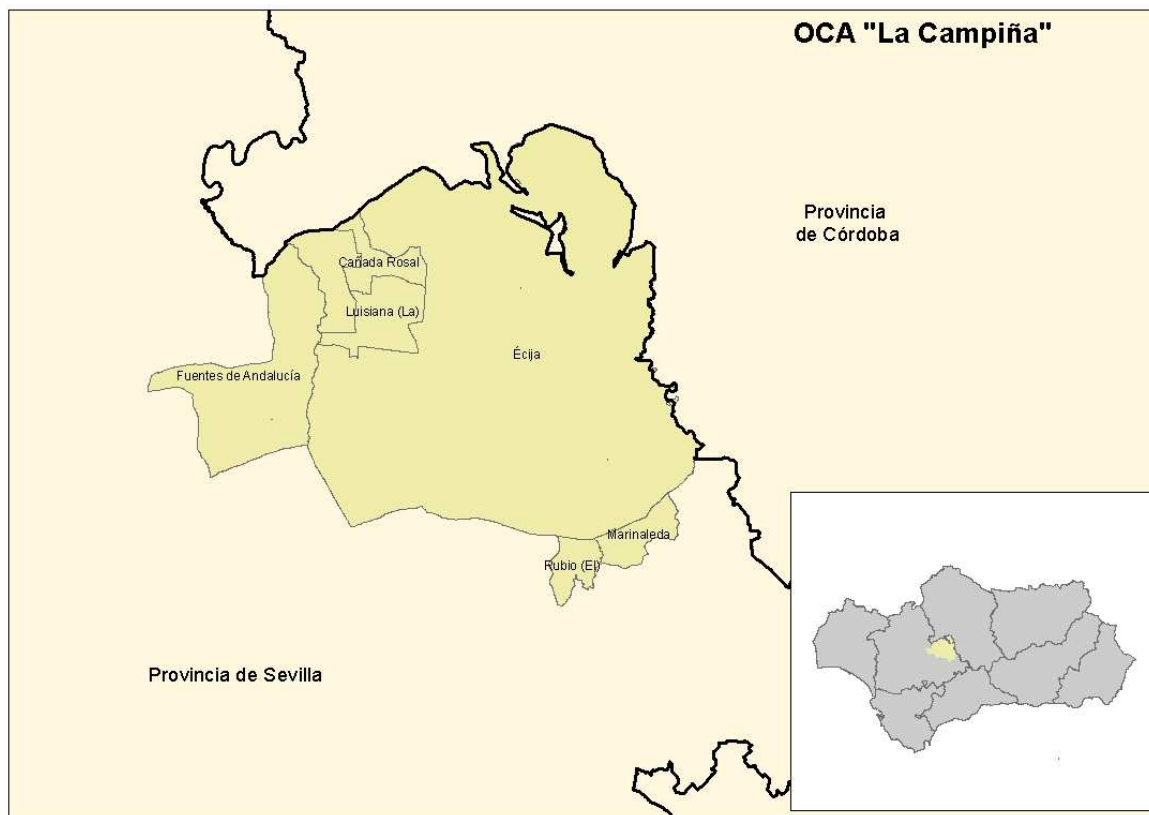 OCA "La Campiña"
Provincia
de Córdoba
Cañada Rosal
Luisiana (La)
Écija
Fuentes de Andalucía
Marinaleda
Rubio (El)
Provincia de Sevilla